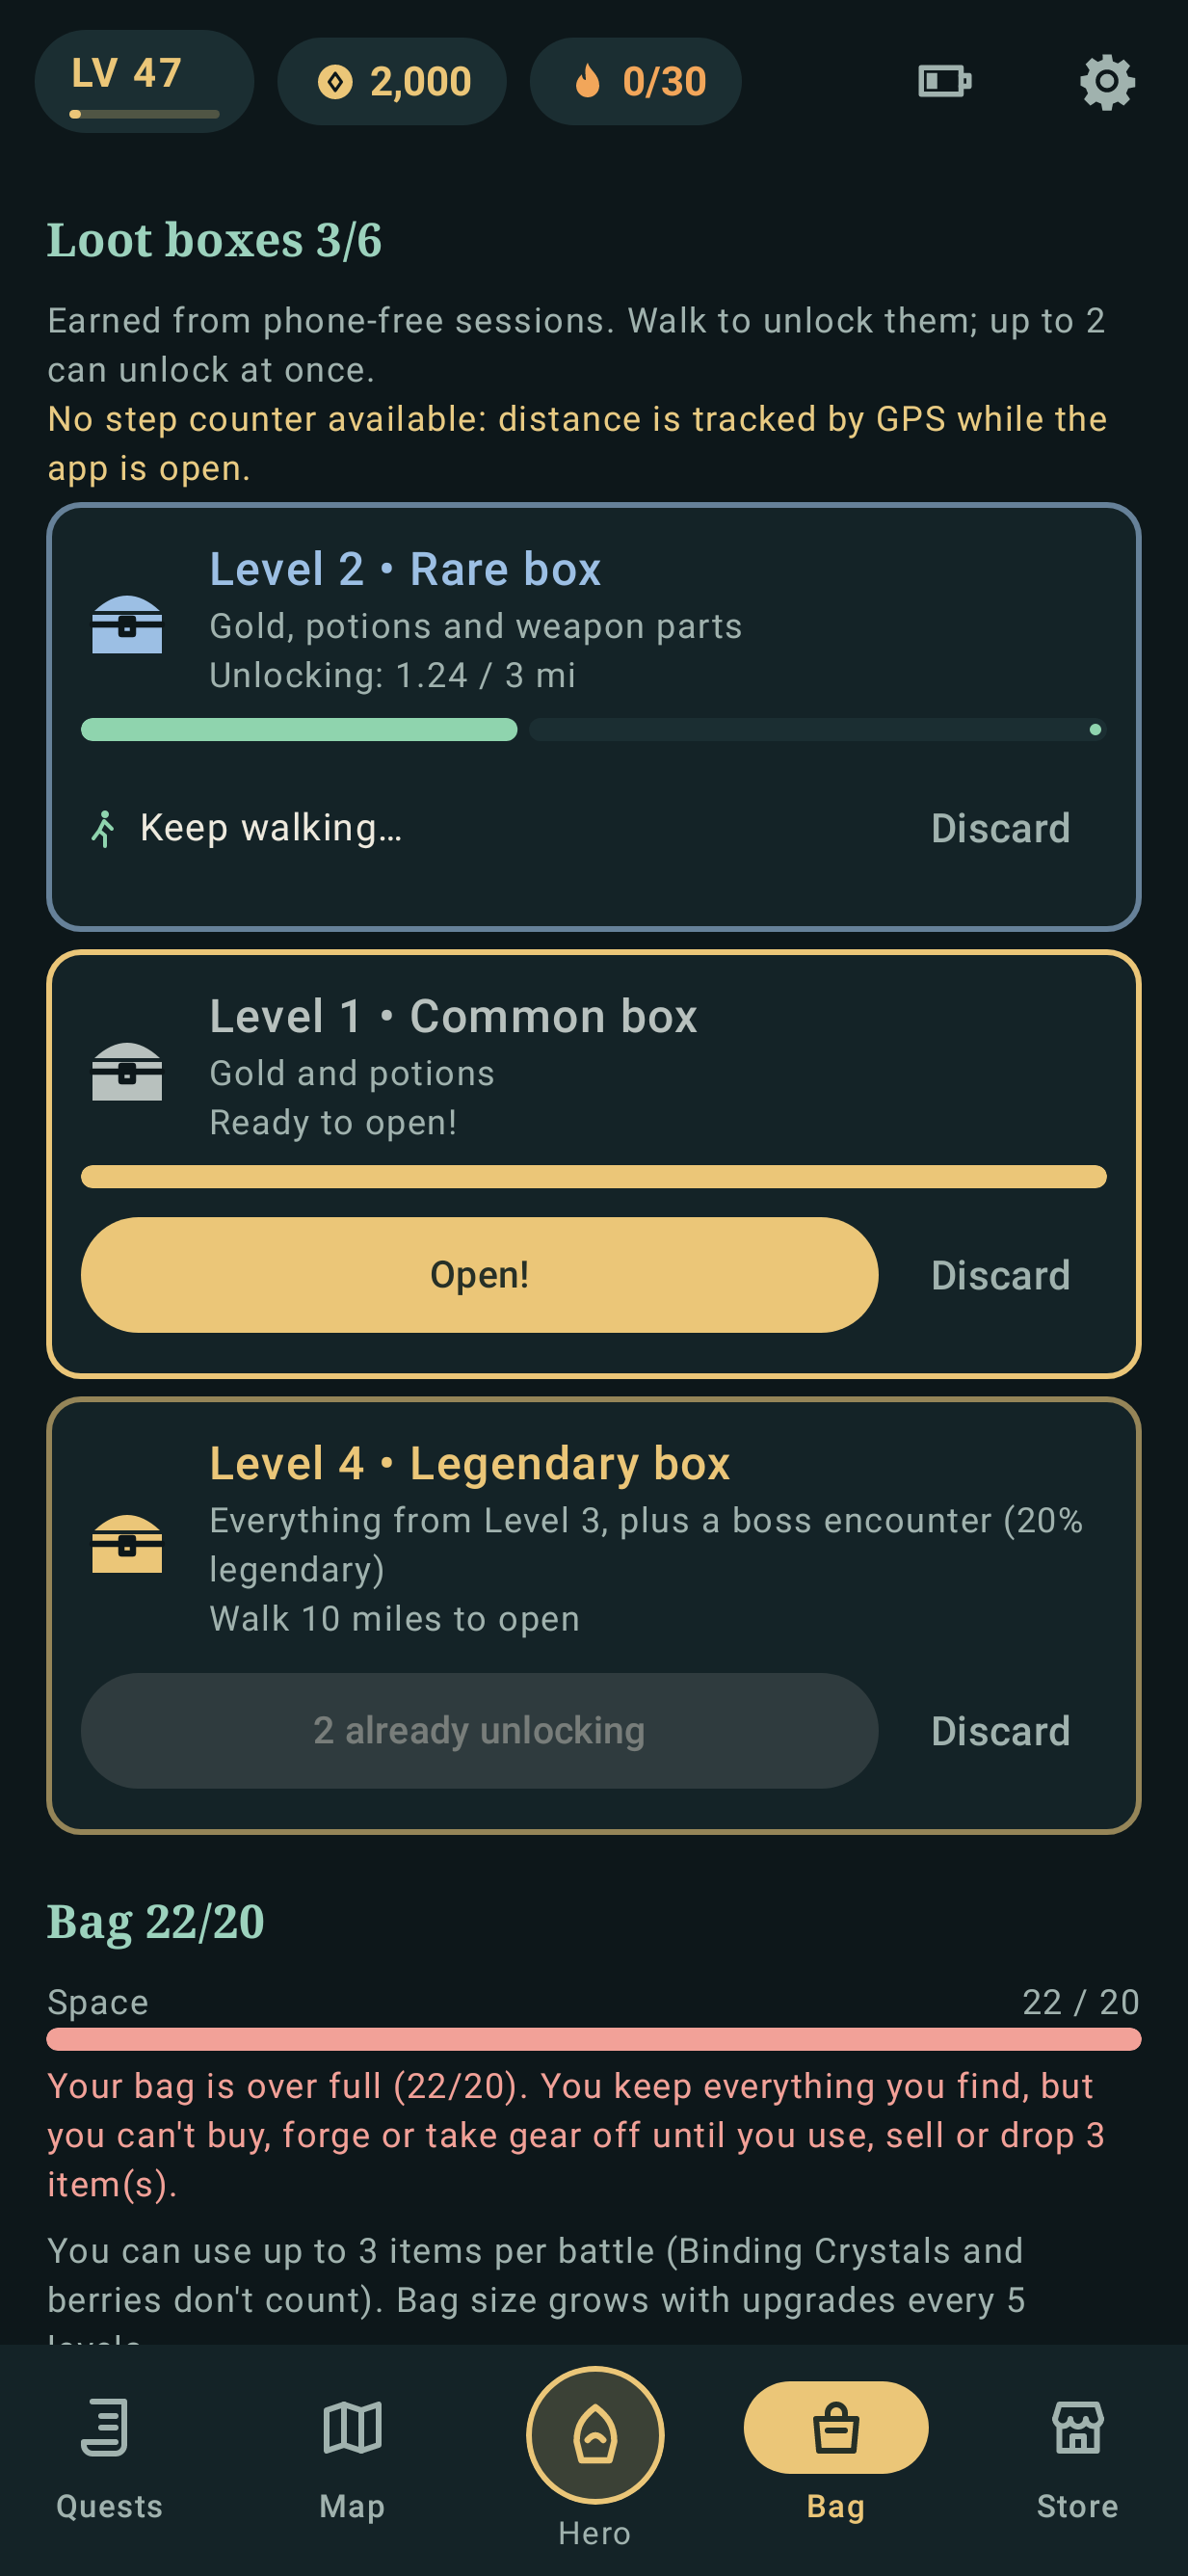 LV 47
2,000
0/30
Loot boxes 3/6
Earned from phone-free sessions. Walk to unlock them; up to 2
can unlock at once.
No step counter available: distance is tracked by GPS while the
app is open.
Level 2 • Rare box
Gold, potions and weapon parts
Unlocking: 1.24 / 3 mi
Keep walking…
Discard
Level 1 • Common box
Gold and potions
Ready to open!
Open!
Discard
Level 4 • Legendary box
Everything from Level 3, plus a boss encounter (20%
legendary)
Walk 10 miles to open
2 already unlocking
Discard
Bag 22/20
Space
22 / 20
Your bag is over full (22/20). You keep everything you find, but
you can't buy, forge or take gear off until you use, sell or drop 3
item(s).
You can use up to 3 items per battle (Binding Crystals and
berries don't count). Bag size grows with upgrades every 5
Quests
Map
Hero
Bag
Store